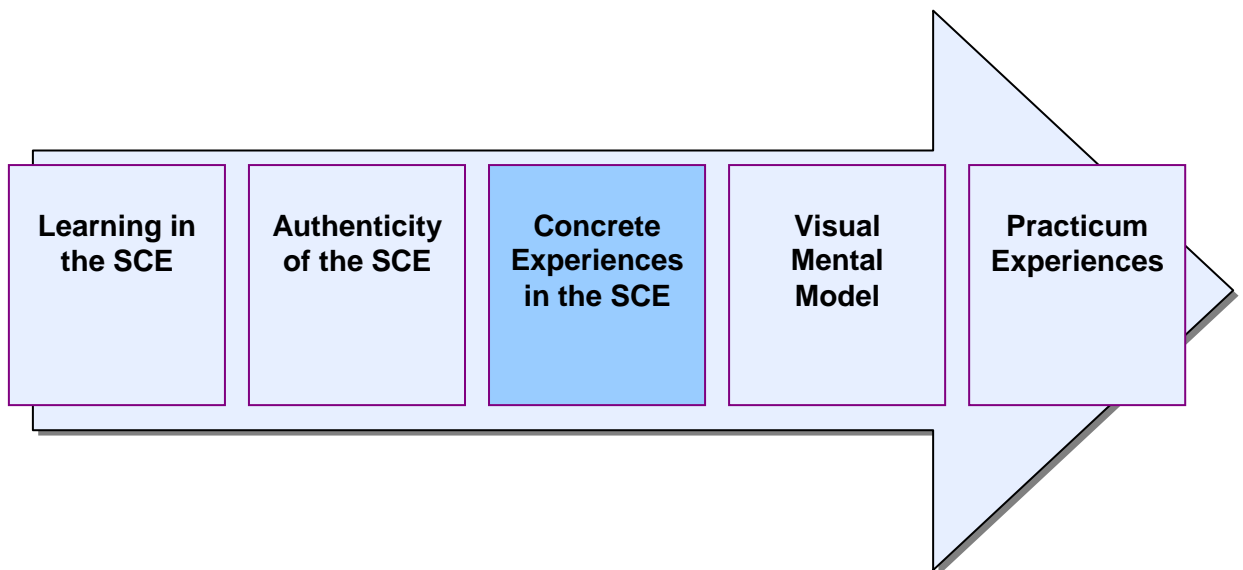 Learning in
the SCE
Authenticity
of the SCE
Concrete
Experiences
in the SCE
Visual
Mental
Model
Practicum
Experiences